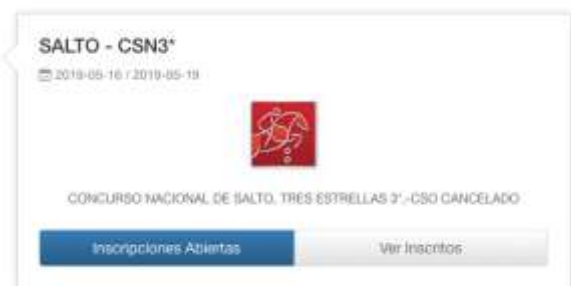 SALTO - CSN3*
2019-05-16 / 2019-05-19
CONCURSO NACIONAL DE SALTO, TRES ESTRELLAS 3*.-CSO CANCELADO
Inscripciones Abiertas
Ver Inscritos